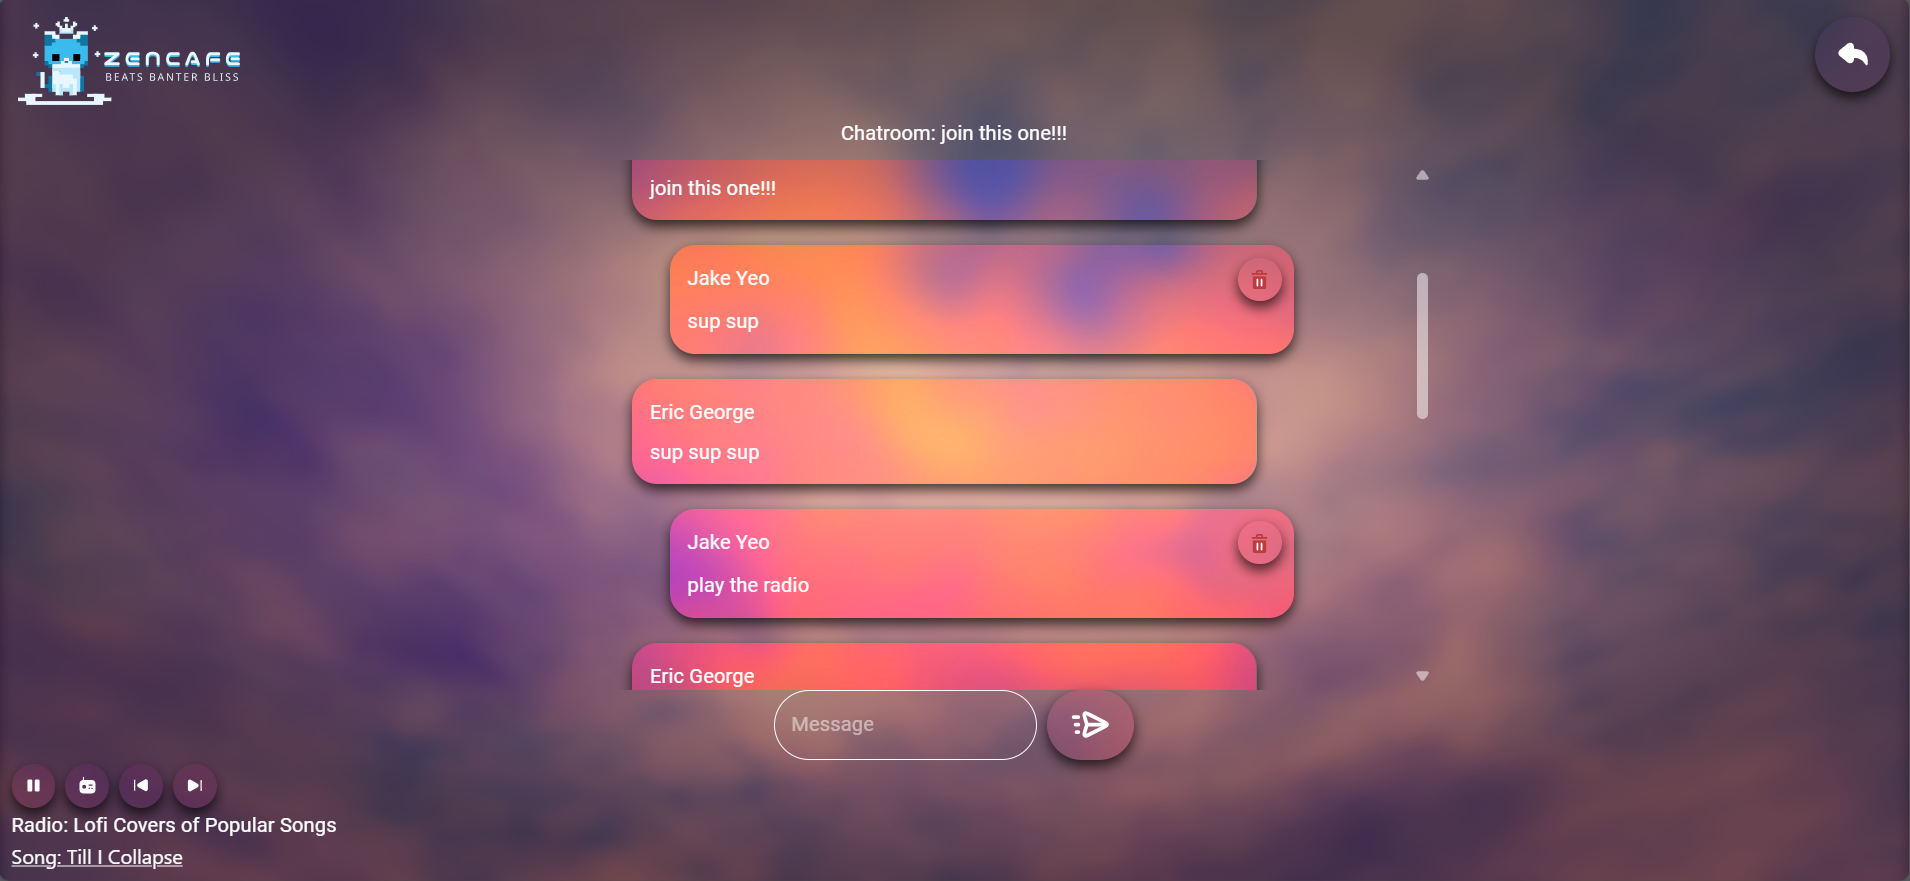 ZENCAFE
BEATS BANTER BLISS
Chatroom: join this one!!!
join this one!!!
Jake Yeo
sup sup
Eric George
sup sup sup
Jake Yeo
play the radio
Eric George
Message
Radio: Lofi Covers of Popular Songs
Song: Till I Collapse